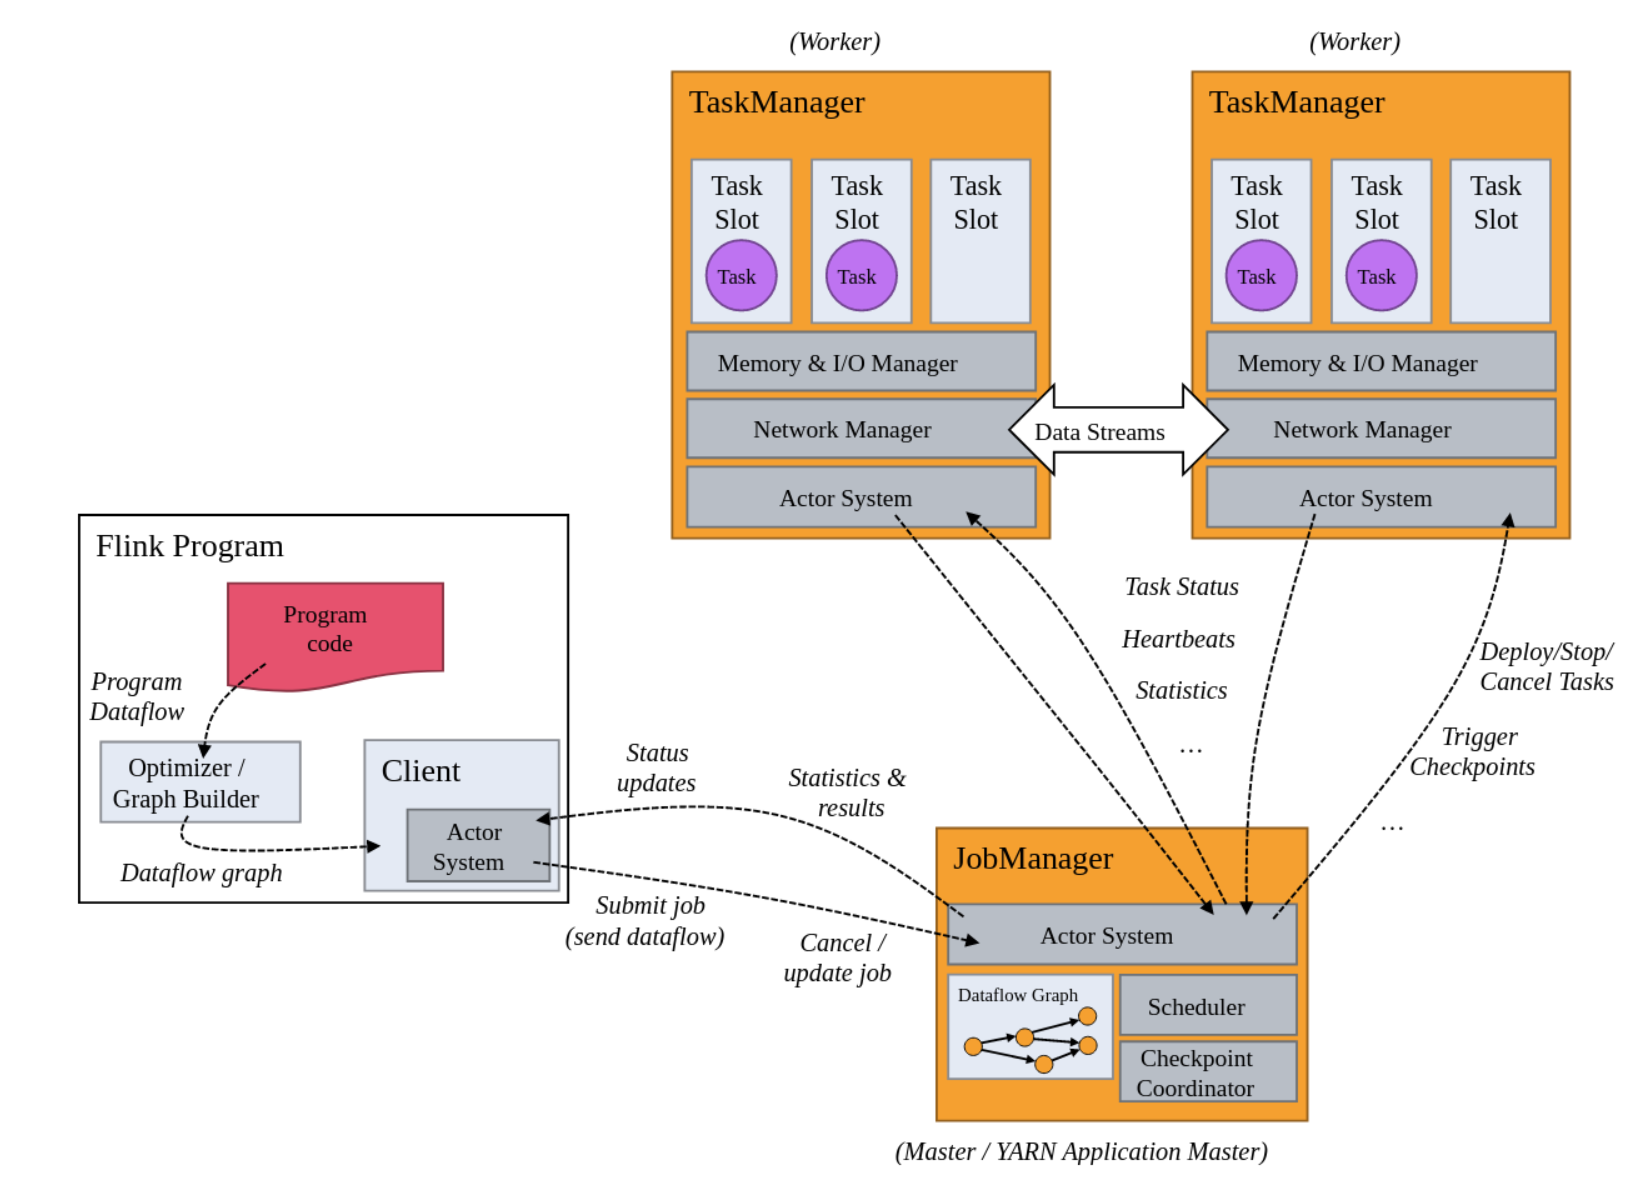 (Worker)
(Worker)
TaskManager
Task
Slot
Task
Task
Slot
Task
Task
Slot
Memory & I/O Manager
Network Manager
Actor System
TaskManager
Task
Slot
Task
Task
Slot
Task
Task
Slot
Memory & I/O Manager
Network Manager
Actor System
Data Streams
Flink Program
Program
code
Program
Dataflow
Optimizer /
Graph Builder
Dataflow graph
Client
Actor
System
Status
updates
Statistics &
results
Submit job
(send dataflow)
Cancel /
update job
Task Status
Heartbeats
Statistics
...
Deploy/Stop/
Cancel Tasks
Trigger
Checkpoints
...
JobManager
Actor System
Dataflow Graph
Scheduler
Checkpoint
Coordinator
(Master / YARN Application Master)